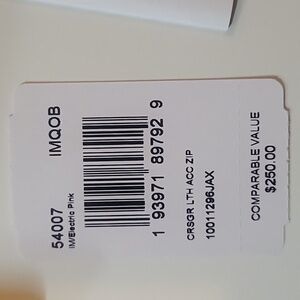 54007 IMQOB
IM/Electric Pink
1 93971 89792 9
CRSGR LTH ACC ZIP
10011296JAX
COMPARABLE VALUE
$250.00